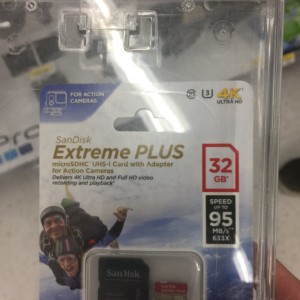 FOR ACTION
CAMERAS
U3
4K
ULTRA HD
SanDisk
Extreme PLUS
microSDHC UHS-I Card with Adapter
for Action Cameras
Delivers 4K Ultra HD and Full HD video
recording and playback
32
GB
SPEED
UP TO
95
MB/s
633X
SanDisk